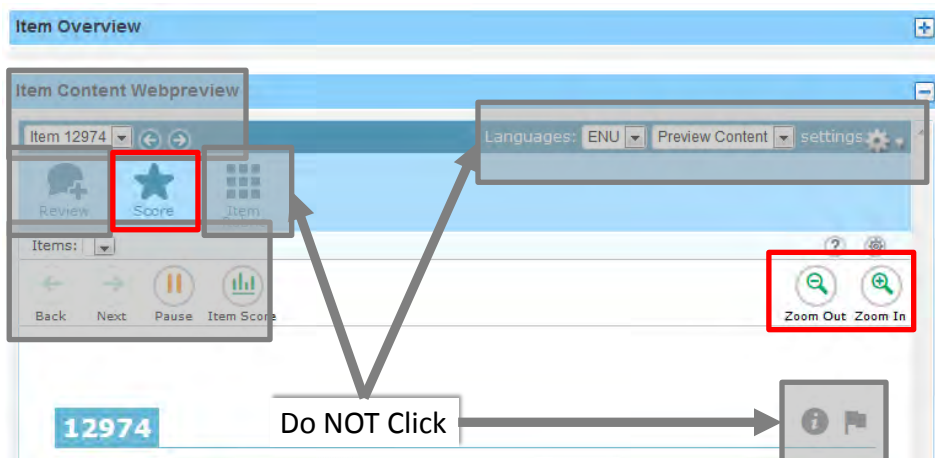 Item Overview
Item Content Webpreview
Item 12974
Languages: ENU Preview Content settings
Review Score Item
Items:
Back Next Pause Item Score
Zoom Out Zoom In
12974
Do NOT Click